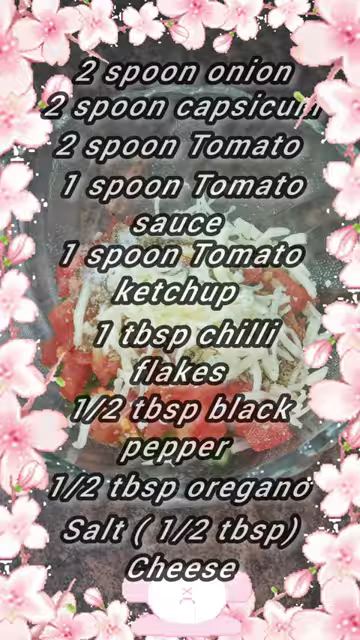 2 spoon onion
2 spoon capsicum
2 spoon Tomato
1 spoon Tomato
sauce
1 spoon Tomato
ketchup
1 tbsp chilli
flakes
1/2 tbsp black
pepper
1/2 tbsp oregano
Salt ( 1/2 tbsp)
Cheese